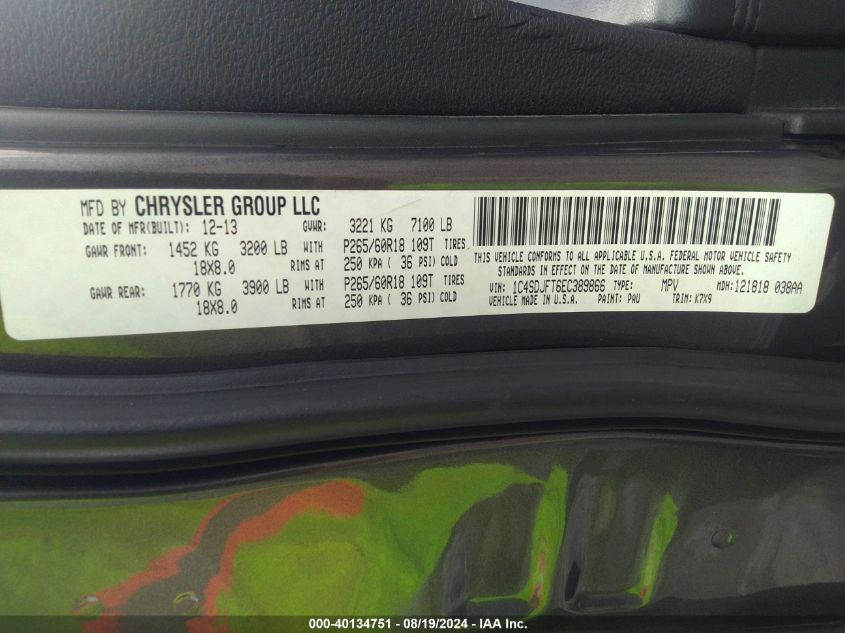 MFD BY CHRYSLER GROUP LLC
DATE OF MFR(BUILT): 12-13 GVWR: 3221 KG 7100 LB
GAWR FRONT: 1452 KG 3200 LB WITH P265/60R18 109T TIRES
18X8.0 RIMS AT 250 KPA ( 36 PSI) COLD
GAWR REAR: 1770 KG 3900 LB WITH P265/60R18 109T TIRES
18X8.0 RIMS AT 250 KPA ( 36 PSI) COLD
THIS VEHICLE CONFORMS TO ALL APPLICABLE U.S.A. FEDERAL MOTOR VEHICLE SAFETY
STANDARDS IN EFFECT ON THE DATE OF MANUFACTURE SHOWN ABOVE.
VIN: 1C4SDJFT6EC389866 TYPE: MPV MDH: 121818 038AA
VEHICLE MADE IN U.S.A. PAINT: PAU TRIM: K7X9
000-40134751 - 08/19/2024 - IAA Inc.